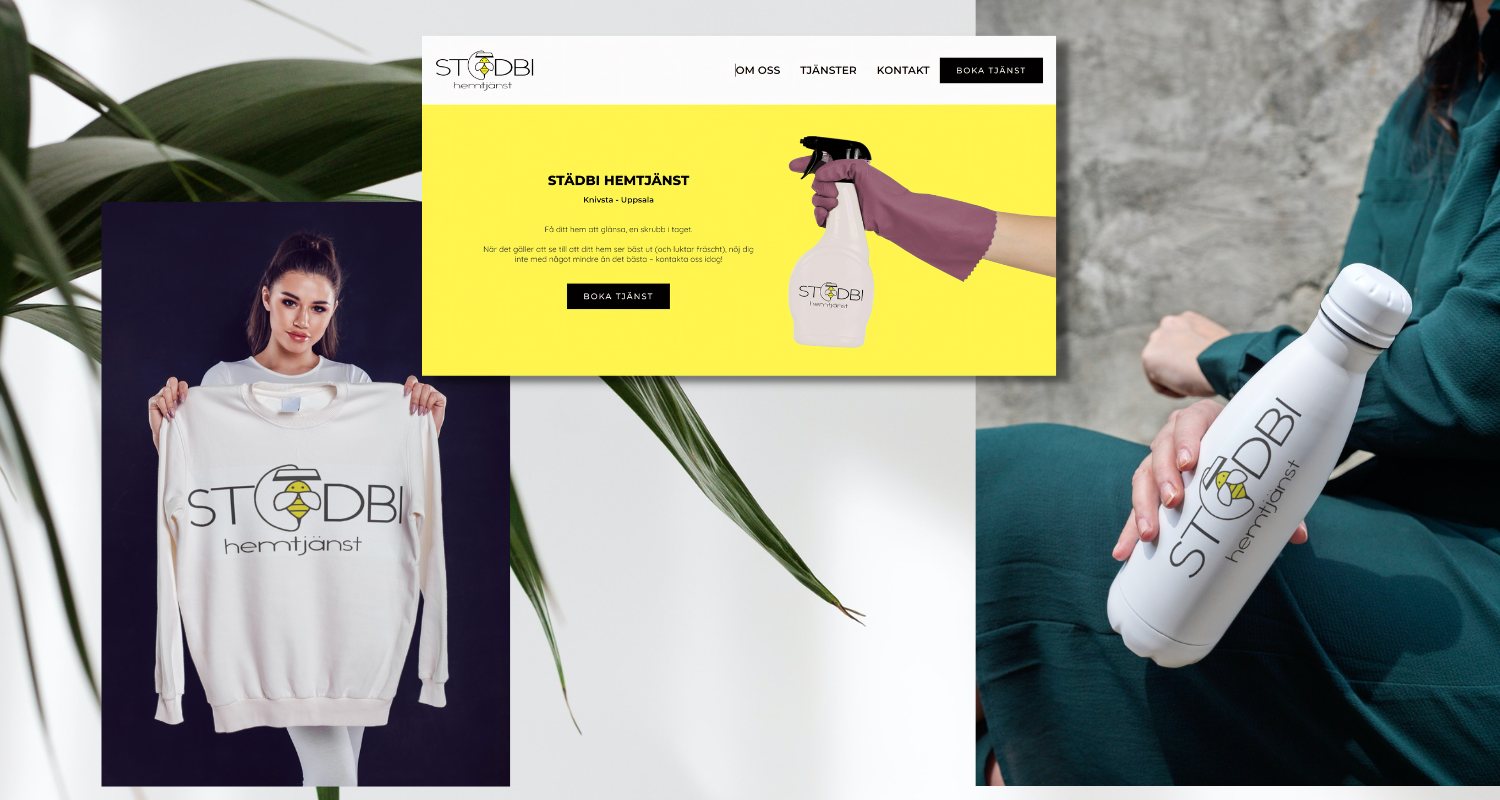 STÄDBI
hemtjänst
OM OSS TJÄNSTER KONTAKT BOKA TJÄNST
STÄDBI HEMTJÄNST
Knivsta - Uppsala
Få ditt hem att glänsa, en skrubb i taget.
När det gäller att se till att ditt hem ser bäst ut (och luktar fräscht), nöj dig
inte med något mindre än det bästa – kontakta oss idag!
BOKA TJÄNST
STÄDBI
hemtjänst
STÄDBI
hemtjänst
STÄDBI
hemtjänst